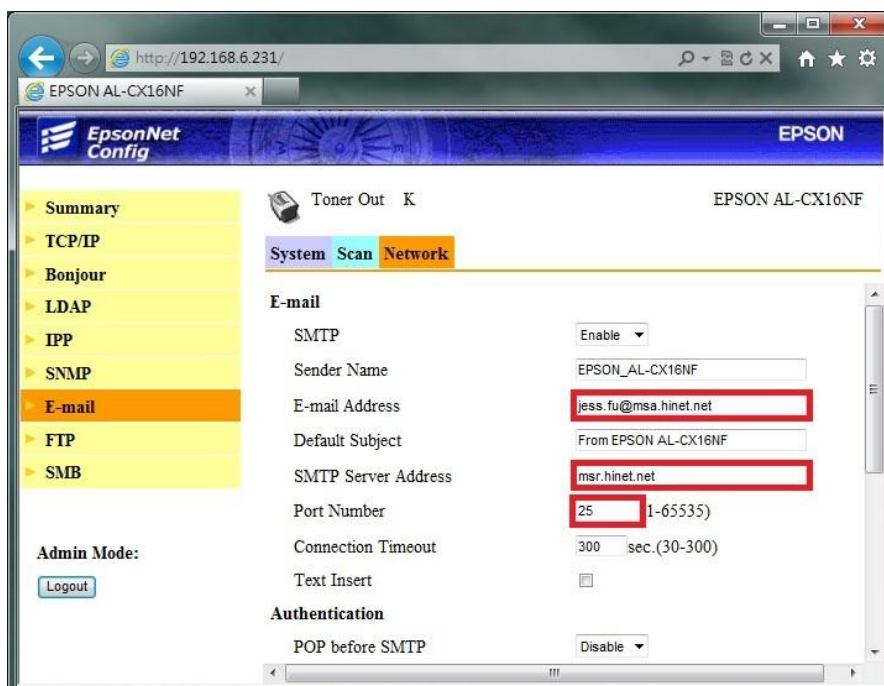 http://192.168.6.231/
EPSON AL-CX16NF
EpsonNet
Config
EPSON
Toner Out K
EPSON AL-CX16NF
System Scan Network
Summary
TCP/IP
Bonjour
LDAP
IPP
SNMP
E-mail
FTP
SMB
Admin Mode:
Logout
E-mail
SMTP Enable
Sender Name EPSON_AL-CX16NF
E-mail Address jess.fu@msa.hinet.net
Default Subject From EPSON AL-CX16NF
SMTP Server Address msr.hinet.net
Port Number 25 1-65535)
Connection Timeout 300 sec.(30-300)
Text Insert
Authentication
POP before SMTP Disable